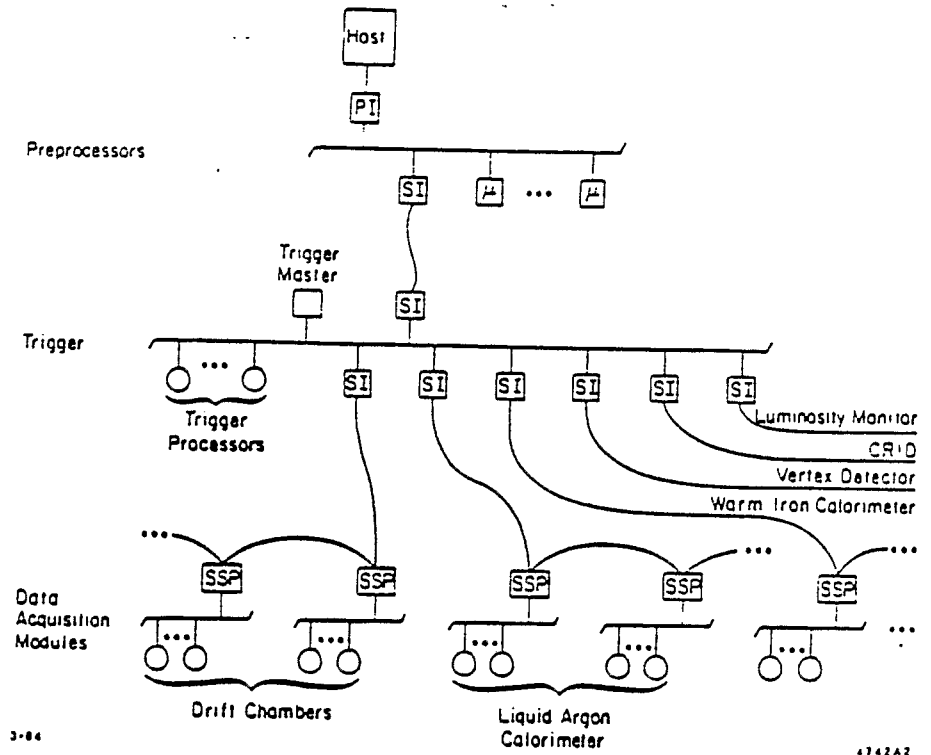 Host
PI
Preprocessors
SI μ ••• μ
Trigger
Master
SI
Trigger
•••
SI SI SI SI SI SI
Trigger
Processors
Luminosity Monitor
CRID
Vertex Detector
Warm Iron Calorimeter
••• ••• •••
SSP SSP SSP SSP SSP
Data
Acquisition
Modules
••• ••• ••• ••• ••• •••
Drift Chambers
Liquid Argon
Calorimeter
3-84
4742A2